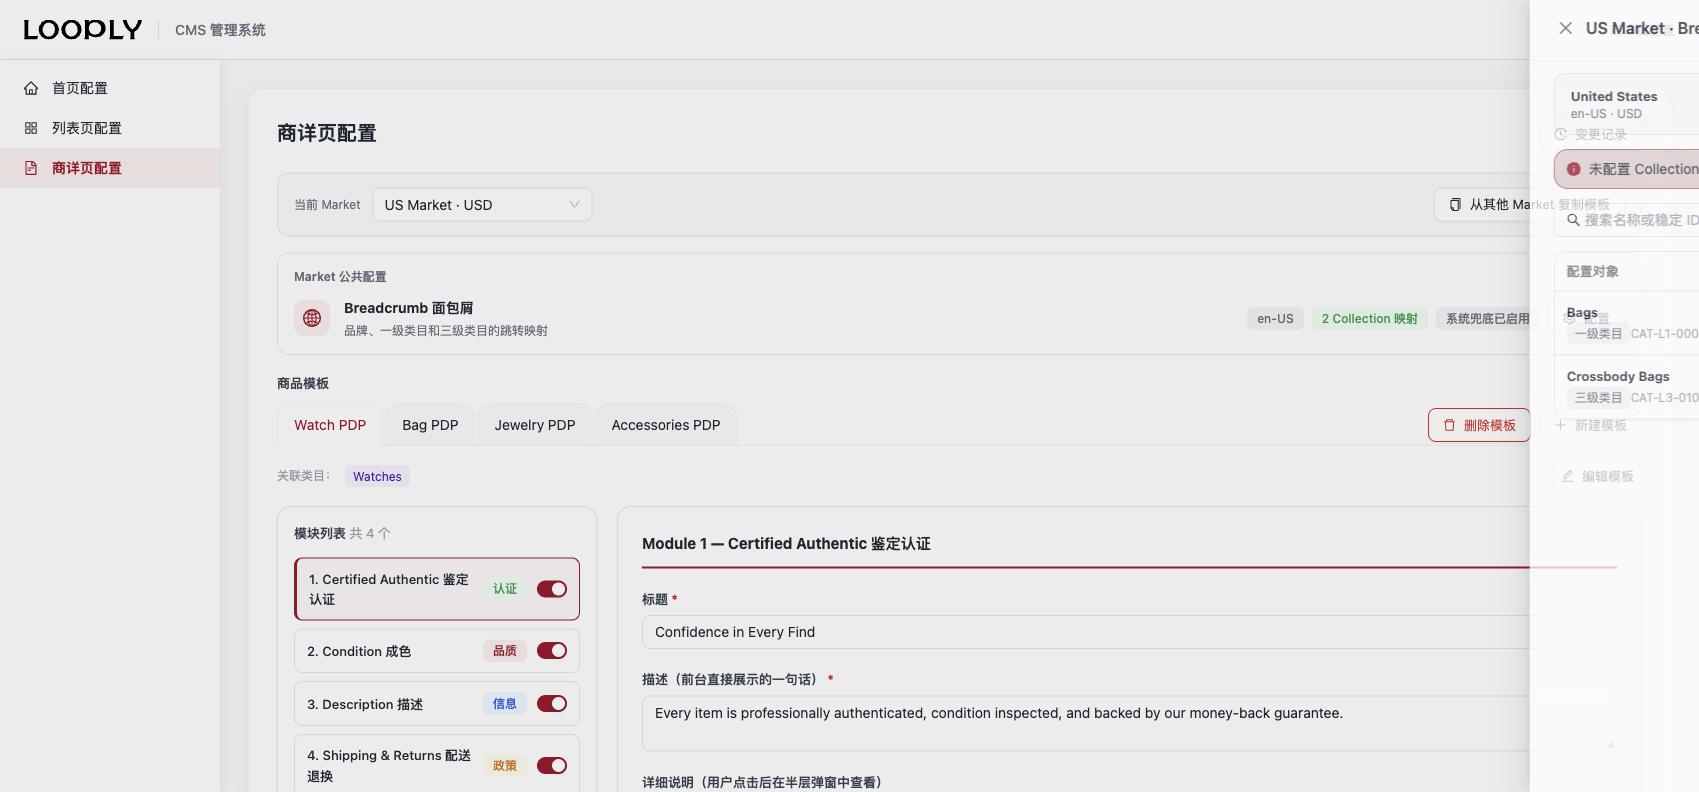 LOOPLY
CMS 管理系统
首页配置
列表页配置
商详页配置
商详页配置
变更记录
当前 Market
US Market · USD
从其他 Market 复制模板
Market 公共配置
Breadcrumb 面包屑
品牌、一级类目和三级类目的跳转映射
en-US
2 Collection 映射
系统兜底已启用
配置
商品模板
Watch PDP
Bag PDP
Jewelry PDP
Accessories PDP
删除模板
新建模板
关联类目：
Watches
编辑模板
模块列表 共 4 个
1. Certified Authentic 鉴定
认证
认证
2. Condition 成色
品质
3. Description 描述
信息
4. Shipping & Returns 配送
退换
政策
Module 1 — Certified Authentic 鉴定认证
标题 *
Confidence in Every Find
描述（前台直接展示的一句话） *
Every item is professionally authenticated, condition inspected, and backed by our money-back guarantee.
详细说明（用户点击后在半层弹窗中查看）
US Market · Bre
United States
en-US · USD
未配置 Collection
搜索名称或稳定 ID
配置对象
Bags
一级类目 CAT-L1-000
Crossbody Bags
三级类目 CAT-L3-010